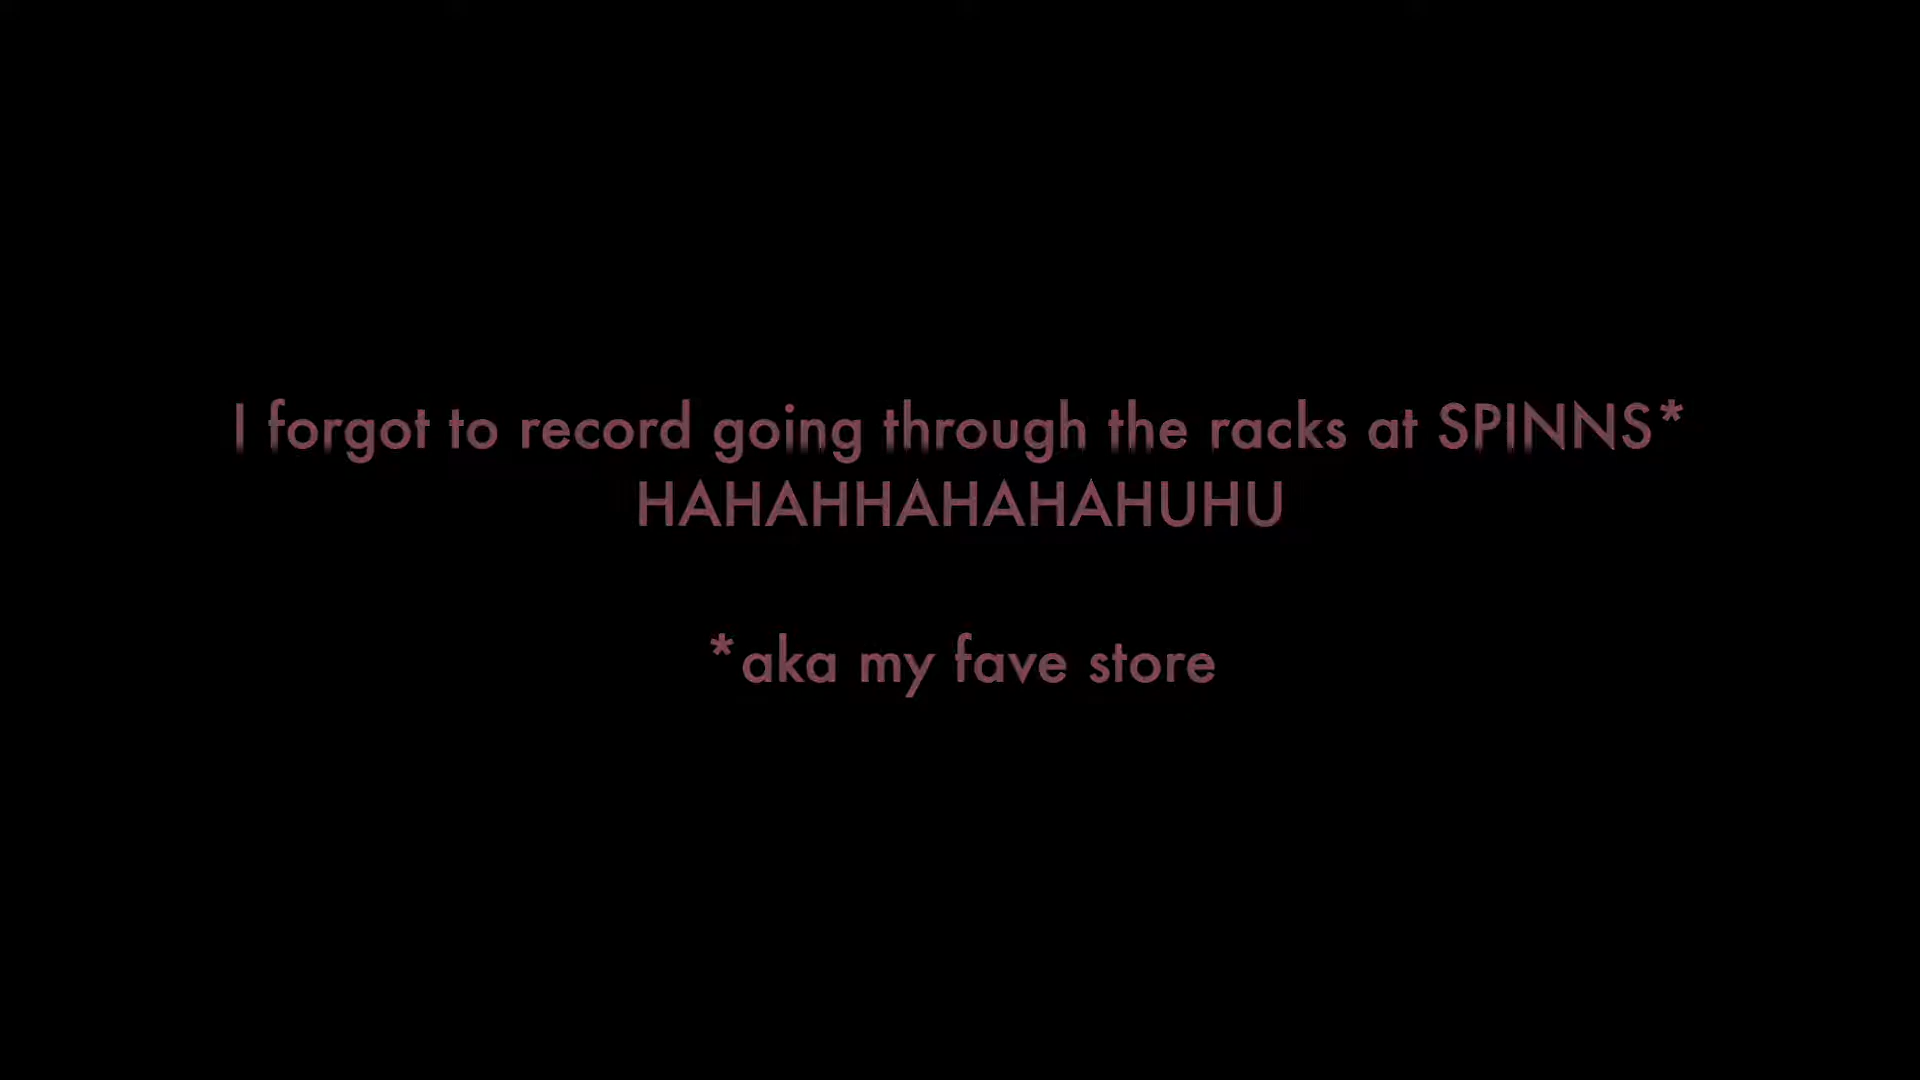 I forgot to record going through the racks at SPINNS*
HAHAHHAHAHAHUHU
*aka my fave store